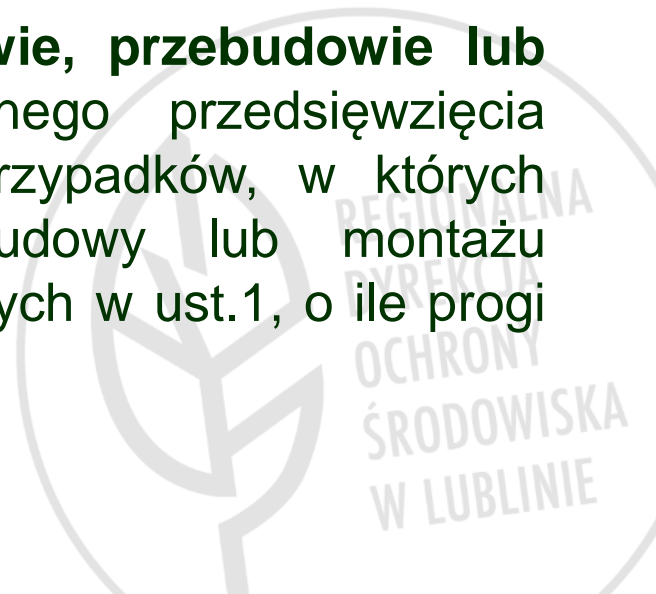 wie, przebudowie lub
nego przedsięwzięcia
rzypadków, w których
udowy lub montażu
ych w ust.1, o ile progi
REGIONALNA
DYREKCJA
OCHRONY
ŚRODOWISKA
W LUBLINIE